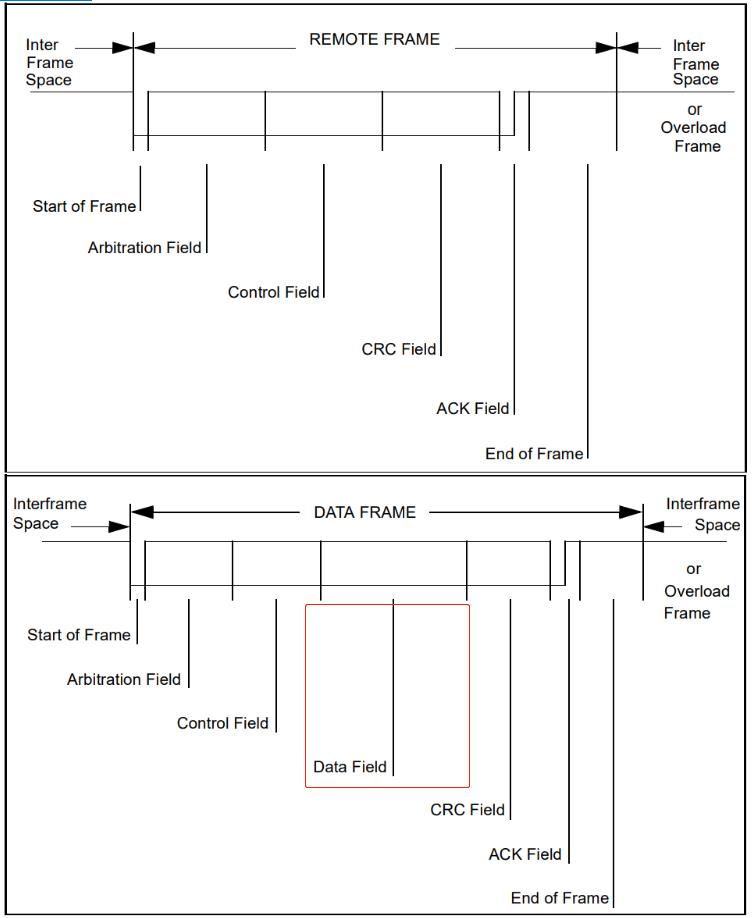 REMOTE FRAME
Inter
Frame
Space
Inter
Frame
Space
or
Overload
Frame
Start of Frame
Arbitration Field
Control Field
CRC Field
ACK Field
End of Frame
DATA FRAME
Interframe
Space
Interframe
Space
or
Overload
Frame
Start of Frame
Arbitration Field
Control Field
Data Field
CRC Field
ACK Field
End of Frame